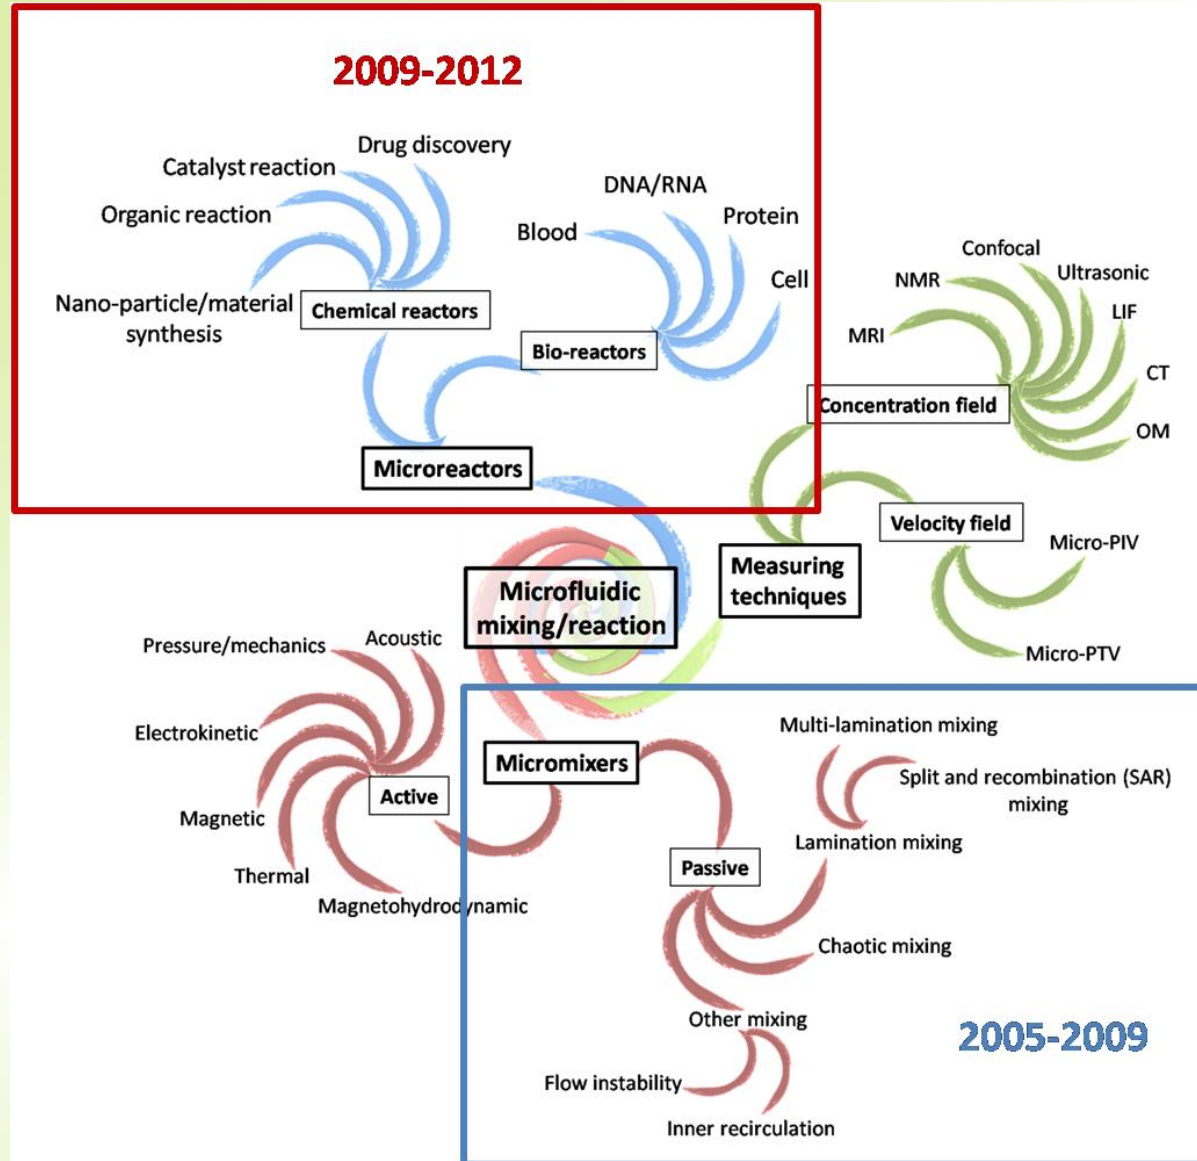 2009-2012
Drug discovery
Catalyst reaction
Organic reaction
Nano-particle/material
synthesis
Chemical reactors
DNA/RNA
Blood
Protein
Cell
Bio-reactors
Microreactors
Confocal
NMR
Ultrasonic
MRI
LIF
CT
OM
Concentration field
Velocity field
Micro-PIV
Micro-PTV
Measuring
techniques
Microfluidic
mixing/reaction
Pressure/mechanics
Acoustic
Electrokinetic
Magnetic
Thermal
Magnetohydrodynamic
Active
Micromixers
Multi-lamination mixing
Split and recombination (SAR)
mixing
Lamination mixing
Passive
Chaotic mixing
Other mixing
Flow instability
Inner recirculation
2005-2009